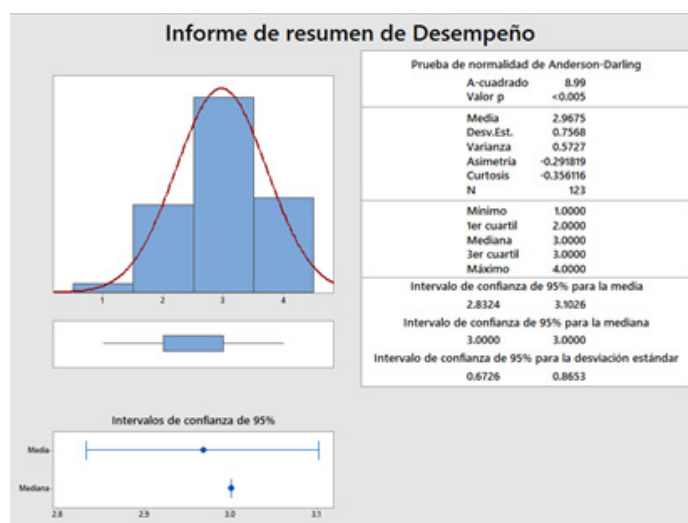 Informe de resumen de Desempeño
Prueba de normalidad de Anderson-Darling
A-cuadrado 8.99
Valor p <0.005
Media 2.9675
Desv.Est. 0.7568
Varianza 0.5727
Asimetría -0.291819
Curtosis -0.356116
N 123
Mínimo 1.0000
1er cuartil 2.0000
Mediana 3.0000
3er cuartil 3.0000
Máximo 4.0000
Intervalo de confianza de 95% para la media
2.8324 3.1026
Intervalo de confianza de 95% para la mediana
3.0000 3.0000
Intervalo de confianza de 95% para la desviación estándar
0.6726 0.8653
1 2 3 4
Intervalos de confianza de 95%
Media
Mediana
2.8 2.9 3.0 3.1